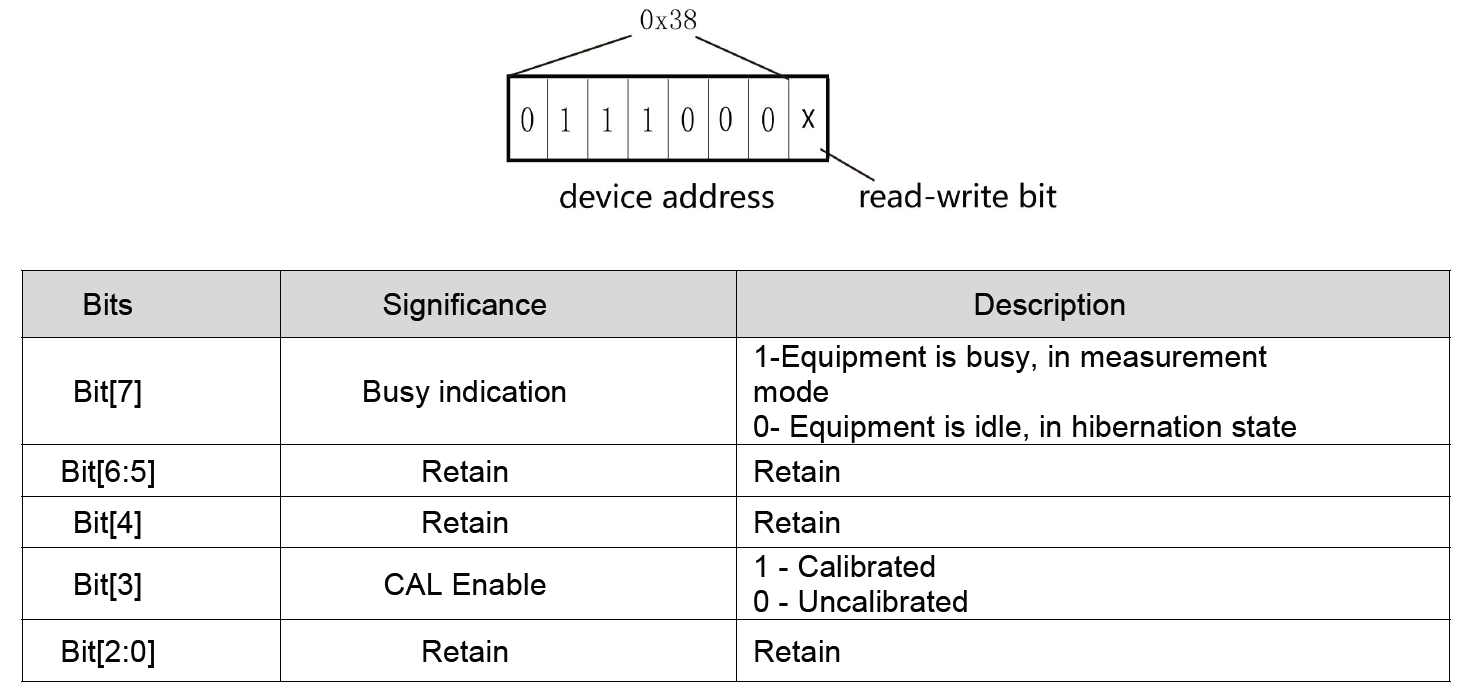 0x38
0 1 1 1 0 0 0 X
device address read-write bit
Bits Significance Description
Bit[7] Busy indication 1-Equipment is busy, in measurement
mode
0- Equipment is idle, in hibernation state
Bit[6:5] Retain Retain
Bit[4] Retain Retain
Bit[3] CAL Enable 1 - Calibrated
0 - Uncalibrated
Bit[2:0] Retain Retain